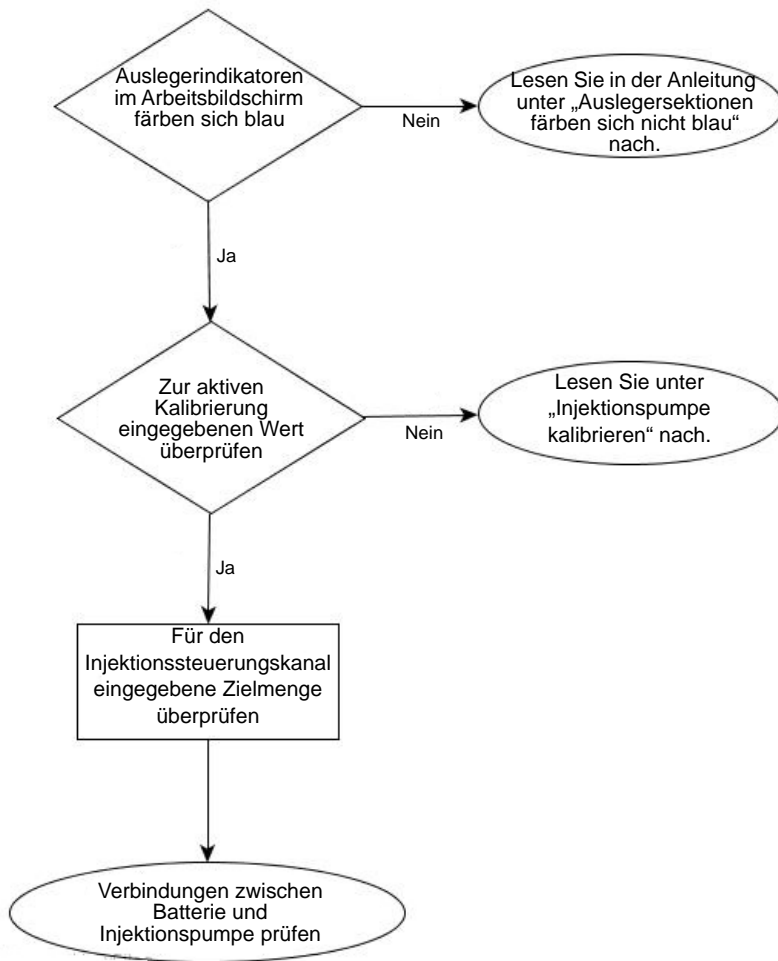 Auslegerindikatoren
im Arbeitsbildschirm
färben sich blau
Nein
Lesen Sie in der Anleitung
unter „Auslegersektionen
färben sich nicht blau“
nach.
Ja
Zur aktiven
Kalibrierung
eingegebenen Wert
überprüfen
Nein
Lesen Sie unter
„Injektionspumpe
kalibrieren“ nach.
Ja
Für den
Injektionssteuerungskanal
eingegebene Zielmenge
überprüfen
Verbindungen zwischen
Batterie und
Injektionspumpe prüfen